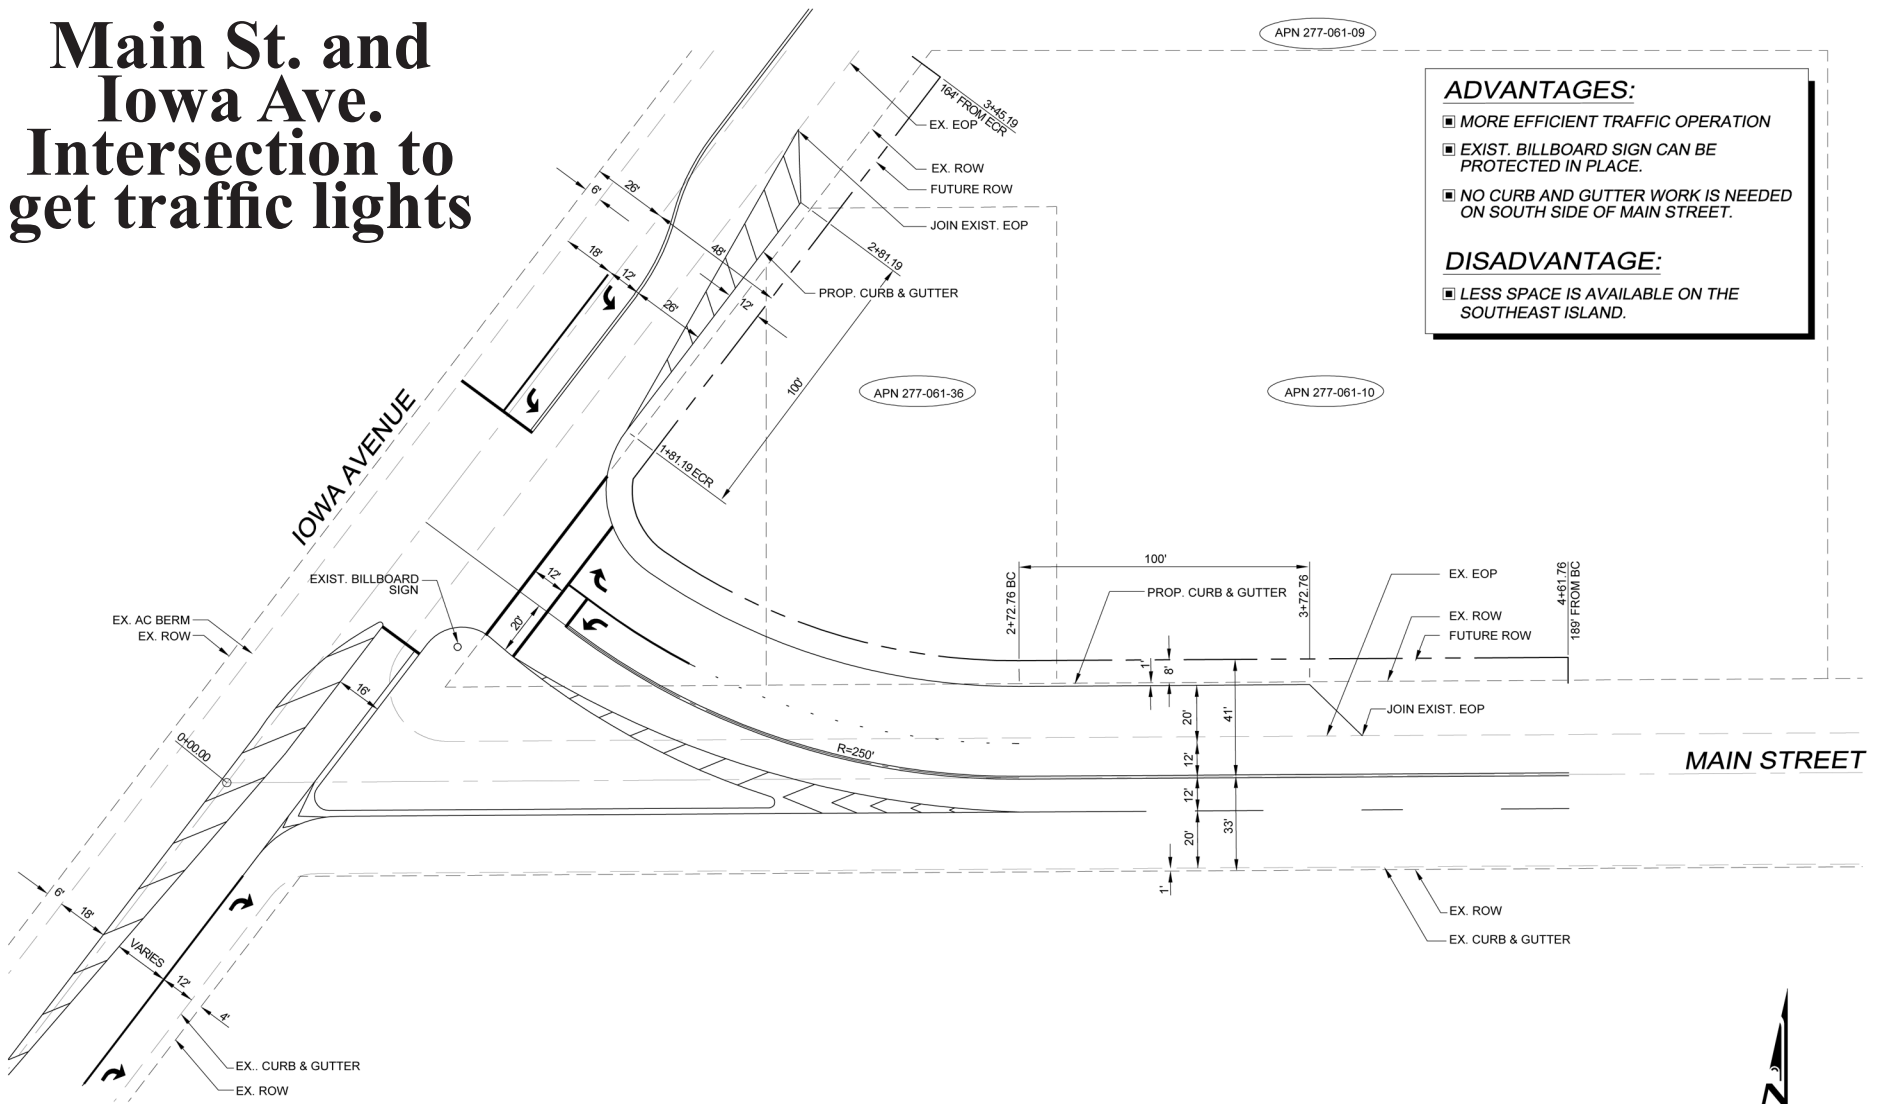 Main St. and
Iowa Ave.
Intersection to
get traffic lights
APN 277-061-09
ADVANTAGES:
MORE EFFICIENT TRAFFIC OPERATION
EXIST. BILLBOARD SIGN CAN BE
PROTECTED IN PLACE.
NO CURB AND GUTTER WORK IS NEEDED
ON SOUTH SIDE OF MAIN STREET.
DISADVANTAGE:
LESS SPACE IS AVAILABLE ON THE
SOUTHEAST ISLAND.
3+45.19
164' FROM ECR
EX. EOP
EX. ROW
FUTURE ROW
JOIN EXIST. EOP
6'
26'
48'
18'
12'
26'
12'
2+81.19
PROP. CURB & GUTTER
100'
APN 277-061-36
APN 277-061-10
IOWA AVENUE
1+81.19 ECR
EXIST. BILLBOARD
SIGN
12'
20'
EX. AC BERM
EX. ROW
16'
0+00.00
2+72.76 BC
100'
3+72.76
PROP. CURB & GUTTER
EX. EOP
EX. ROW
FUTURE ROW
4+61.76
189' FROM BC
1'
8'
20'
41'
JOIN EXIST. EOP
R=250'
12'
MAIN STREET
12'
33'
20'
1'
6'
18'
VARIES
12'
4'
EX. ROW
EX. CURB & GUTTER
EX.. CURB & GUTTER
EX. ROW
N